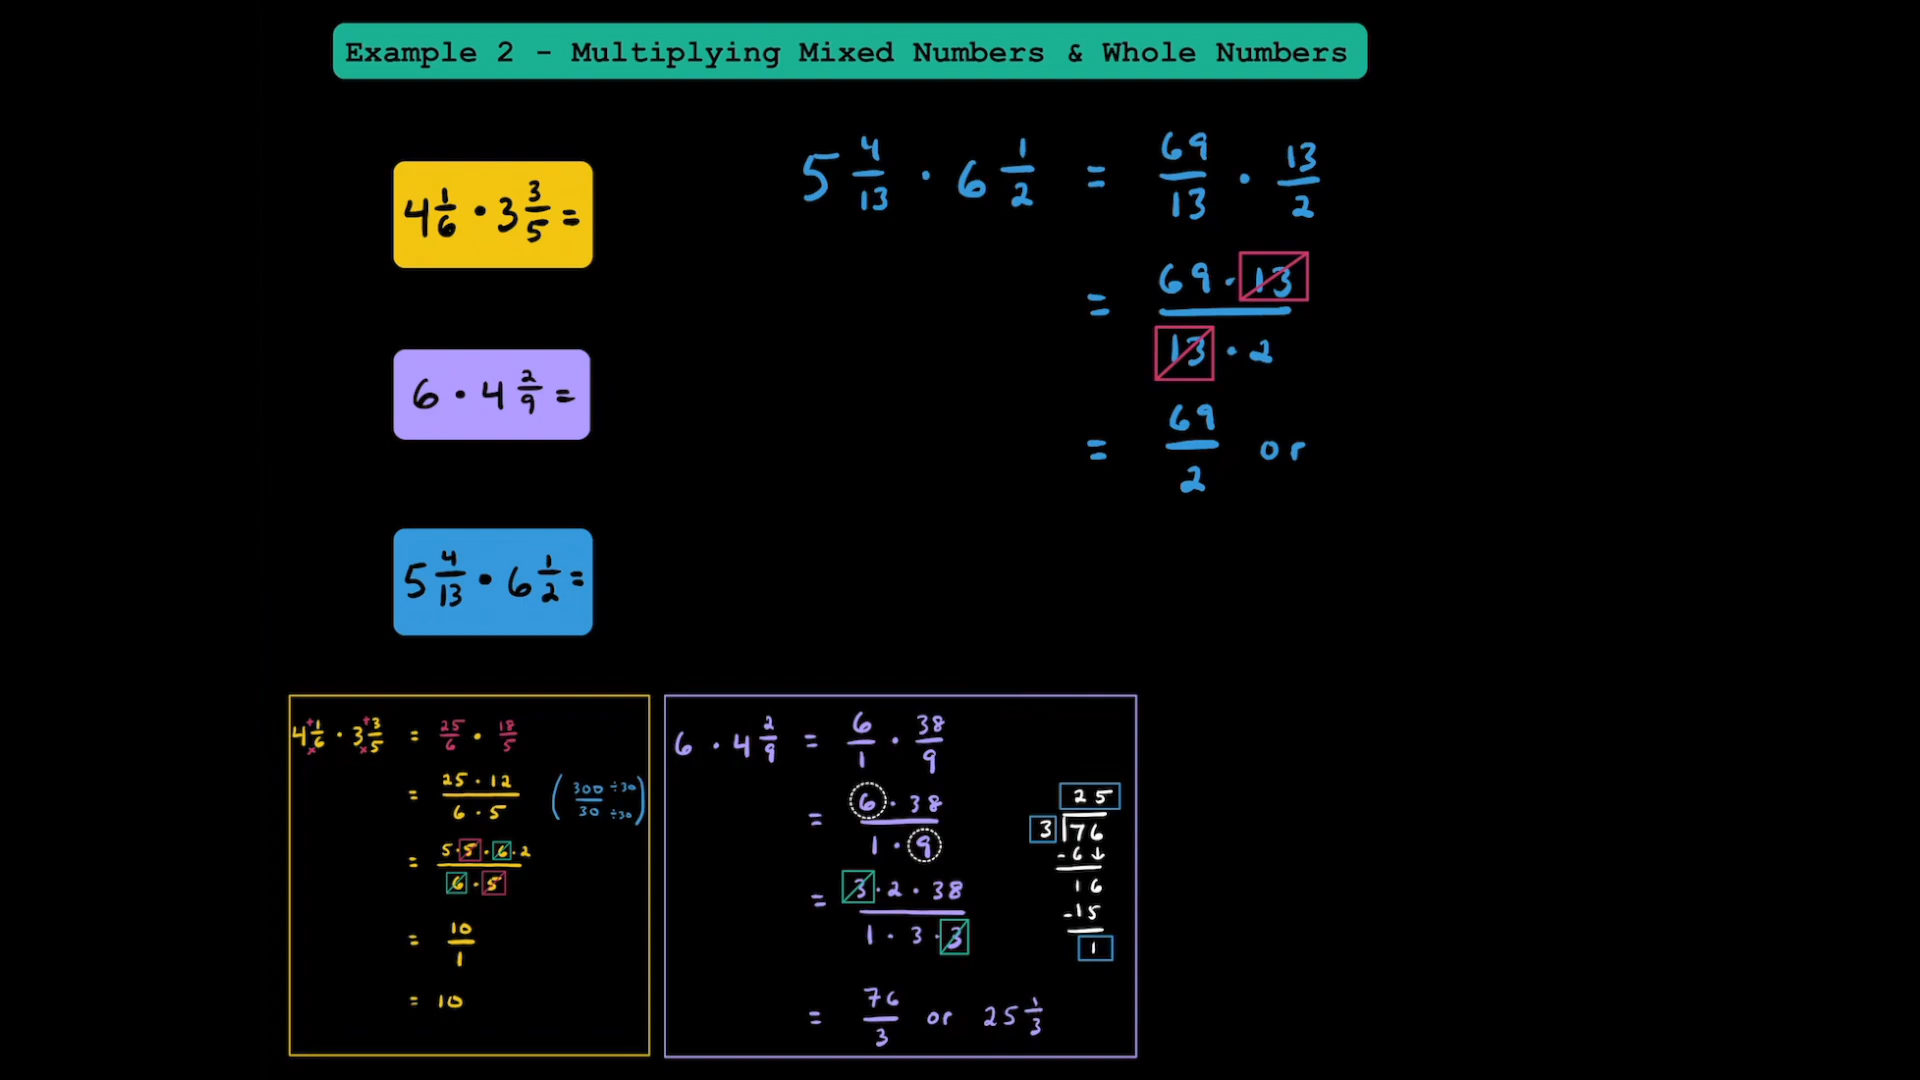 Example 2 - Multiplying Mixed Numbers & Whole Numbers
4 1/6 · 3 3/5 =
6 · 4 2/9 =
5 4/13 · 6 1/2 =
5 4/13 · 6 1/2 = 69/13 · 13/2
= 69 · 13 / 13 · 2
= 69/2 or
4 1/6 · 3 3/5 = 25/6 · 18/5
+ +
x x
= 25 · 12 / 6 · 5 (300 ÷30 / 30 ÷30)
= 5 · 5 · 6 · 2 / 6 · 5
= 10/1
= 10
6 · 4 2/9 = 6/1 · 38/9
= 6 · 38 / 1 · 9
= 3 · 2 · 38 / 1 · 3 · 3
= 76/3 or 25 1/3
25
3 76
-6↓
16
-15
1